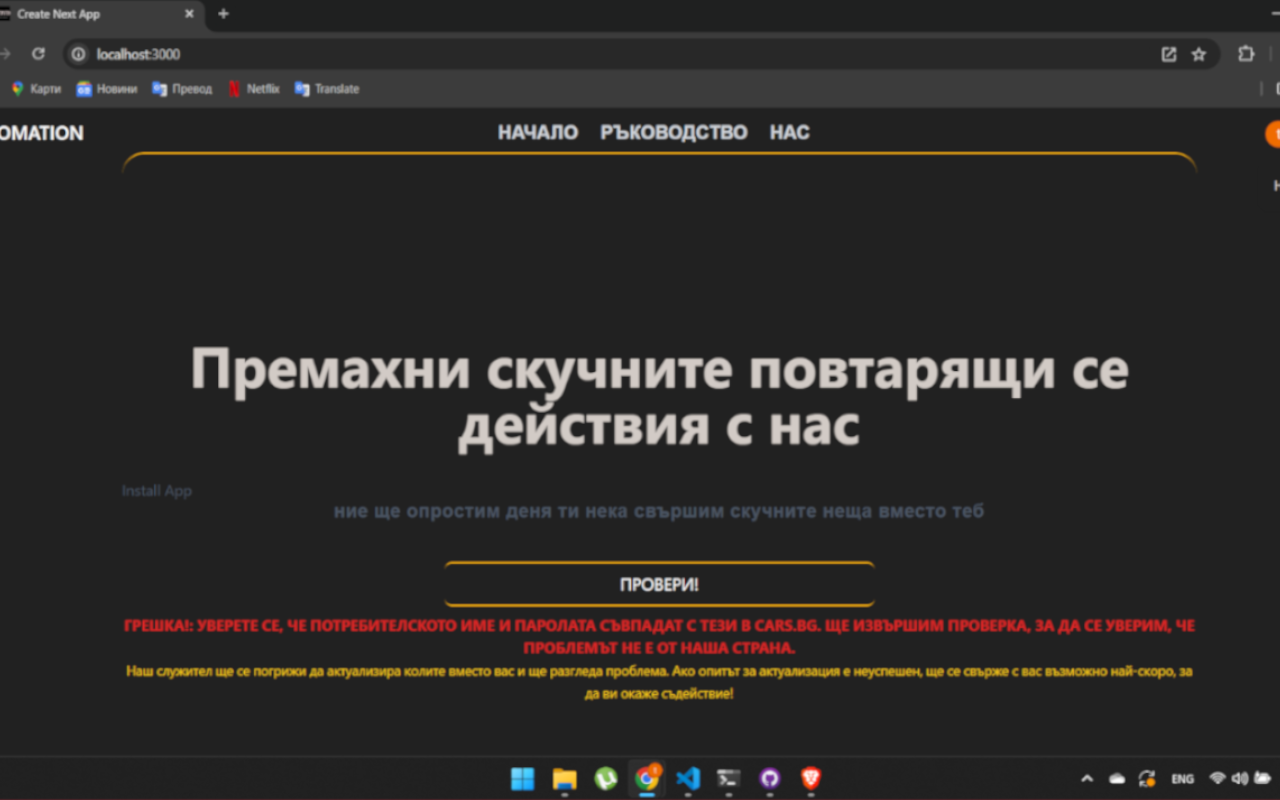 Create Next App
localhost:3000
Карти Новини Превод Netflix Translate
OMATION НАЧАЛО РЪКОВОДСТВО НАС
Премахни скучните повтарящи се
действия с нас
Install App
ние ще опростим деня ти нека свършим скучните неща вместо теб
ПРОВЕРИ!
ГРЕШКА!: УВЕРЕТЕ СЕ, ЧЕ ПОТРЕБИТЕЛСКОТО ИМЕ И ПАРОЛАТА СЪВПАДАТ С ТЕЗИ В CARS.BG. ЩЕ ИЗВЪРШИМ ПРОВЕРКА, ЗА ДА СЕ УВЕРИМ, ЧЕ
ПРОБЛЕМЪТ НЕ Е ОТ НАША СТРАНА.
Наш служител ще се погрижи да актуализира колите вместо вас и ще разгледа проблема. Ако опитът за актуализация е неуспешен, ще се свърже с вас възможно най-скоро, за
да ви окаже съдействие!
ENG